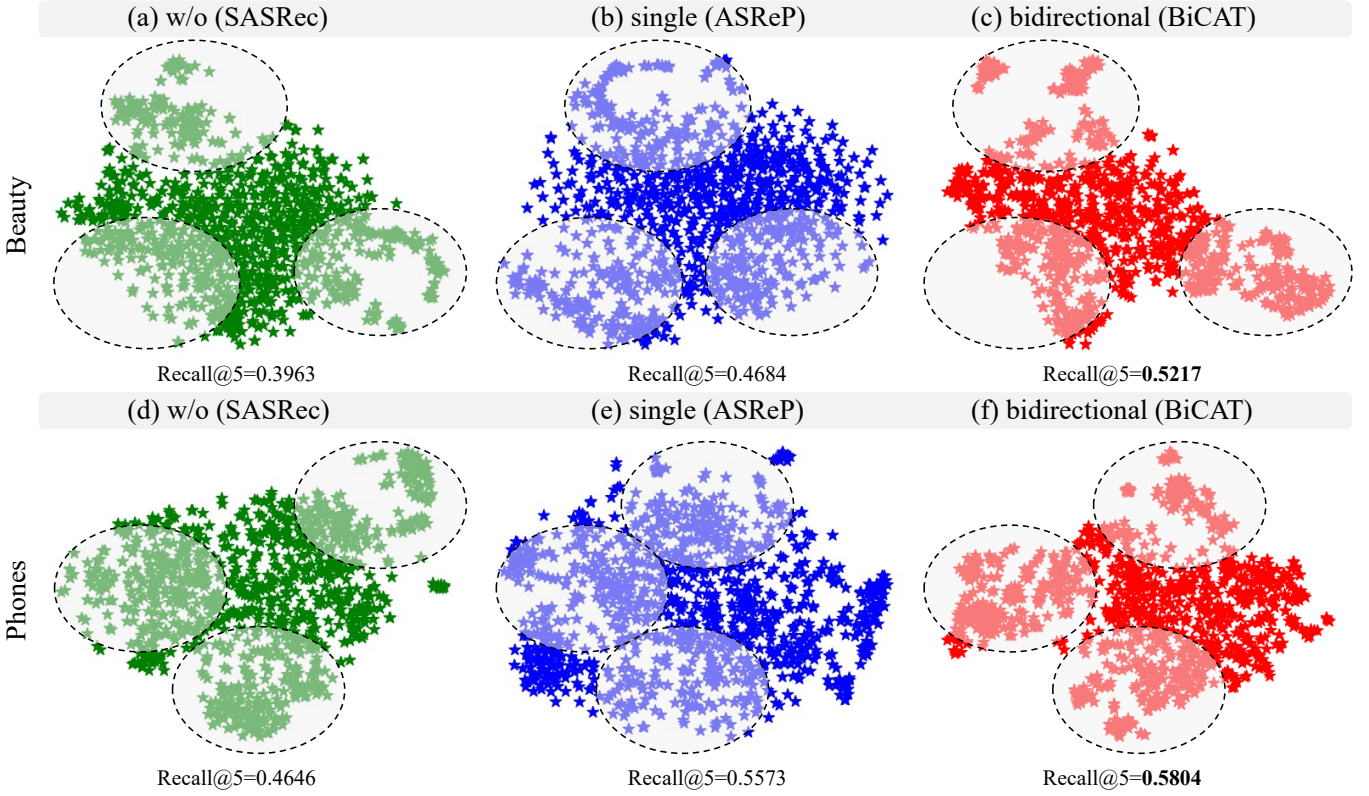 (a) w/o (SASRec)
(b) single (ASReP)
(c) bidirectional (BiCAT)
Beauty
Recall@5=0.3963
Recall@5=0.4684
Recall@5=0.5217
(d) w/o (SASRec)
(e) single (ASReP)
(f) bidirectional (BiCAT)
Phones
Recall@5=0.4646
Recall@5=0.5573
Recall@5=0.5804